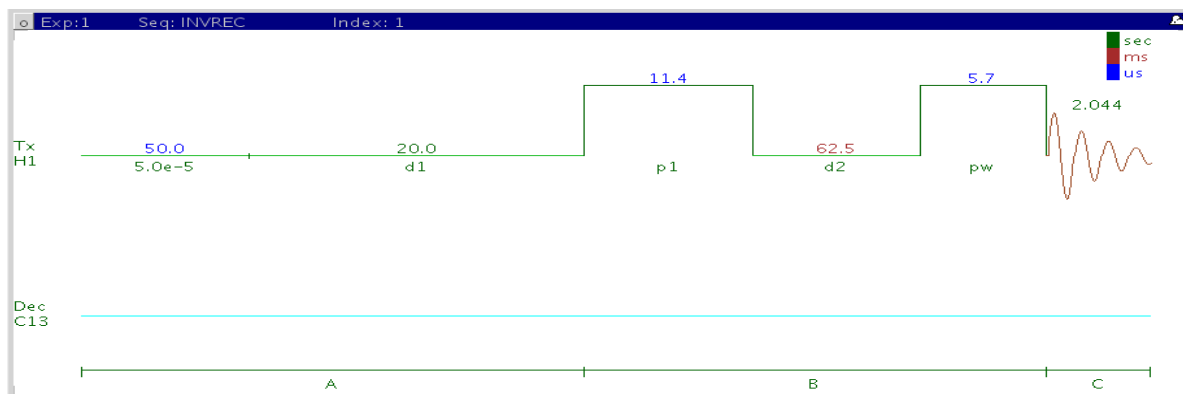 o Exp:1 Seq: INVREC Index: 1
sec
ms
us
11.4 5.7
2.044
Tx
H1
50.0 20.0 62.5
5.0e-5 d1 p1 d2 pw
Dec
C13
A B C